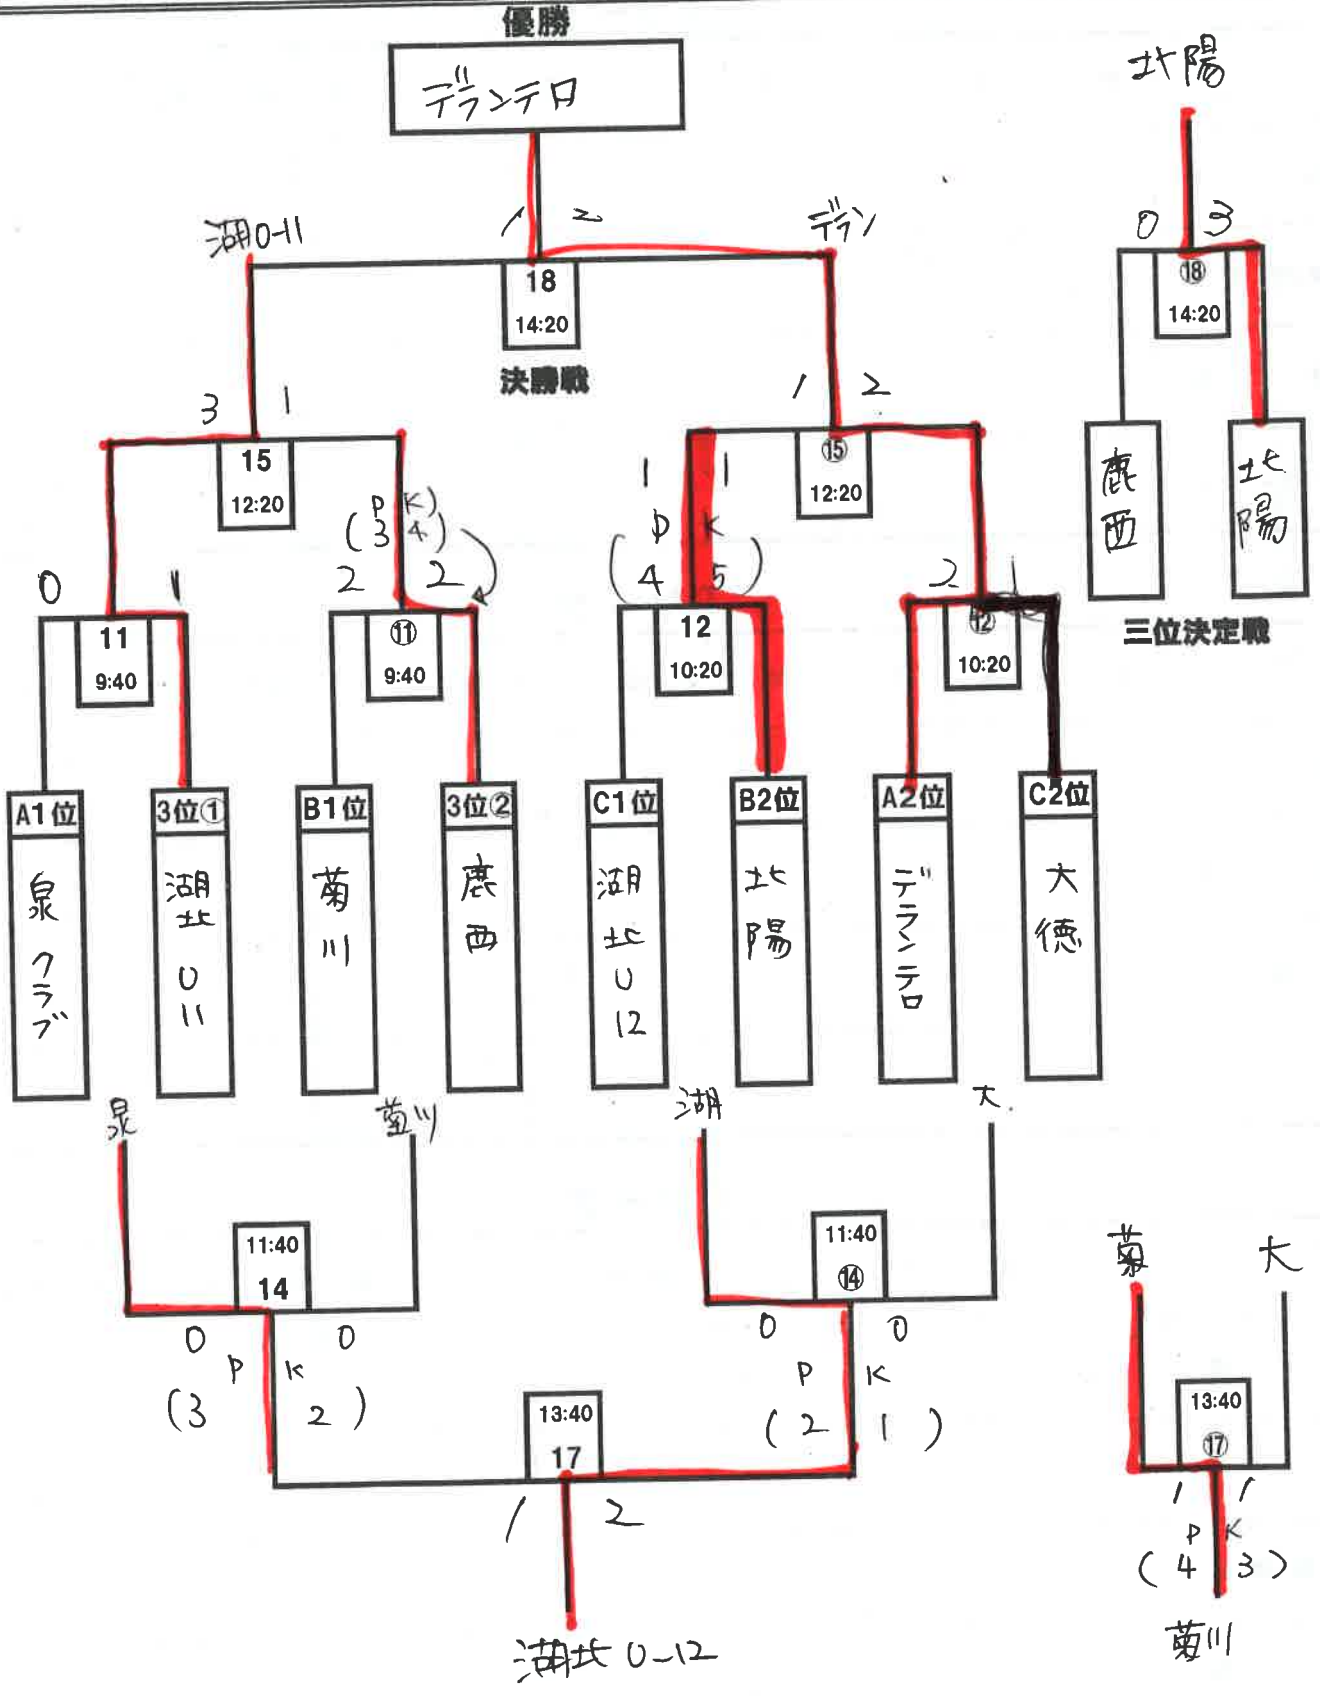 優勝
デランテロ
北陽
湖0-11
1 2
デラン
0 3
18
14:20
決勝戦
⑱
14:20
鹿西
北陽
三位決定戦
3 1
15
12:20
1 2
⑮
12:20
0 1
11
9:40
(PK)
(3 4)
2 2
⑪
9:40
1 1
PK
(4 5)
12
10:20
2 1
⑫
10:20
A1位
3位①
B1位
3位②
C1位
B2位
A2位
C2位
泉クラブ
湖北U11
菊川
鹿西
湖北U12
北陽
デランテロ
大徳
泉
菊川
湖
大
11:40
14
0 0
PK
(3 2)
11:40
⑭
0 0
PK
(2 1)
13:40
17
1 2
湖北U-12
菊
大
13:40
⑰
1 1
PK
(4 3)
菊川